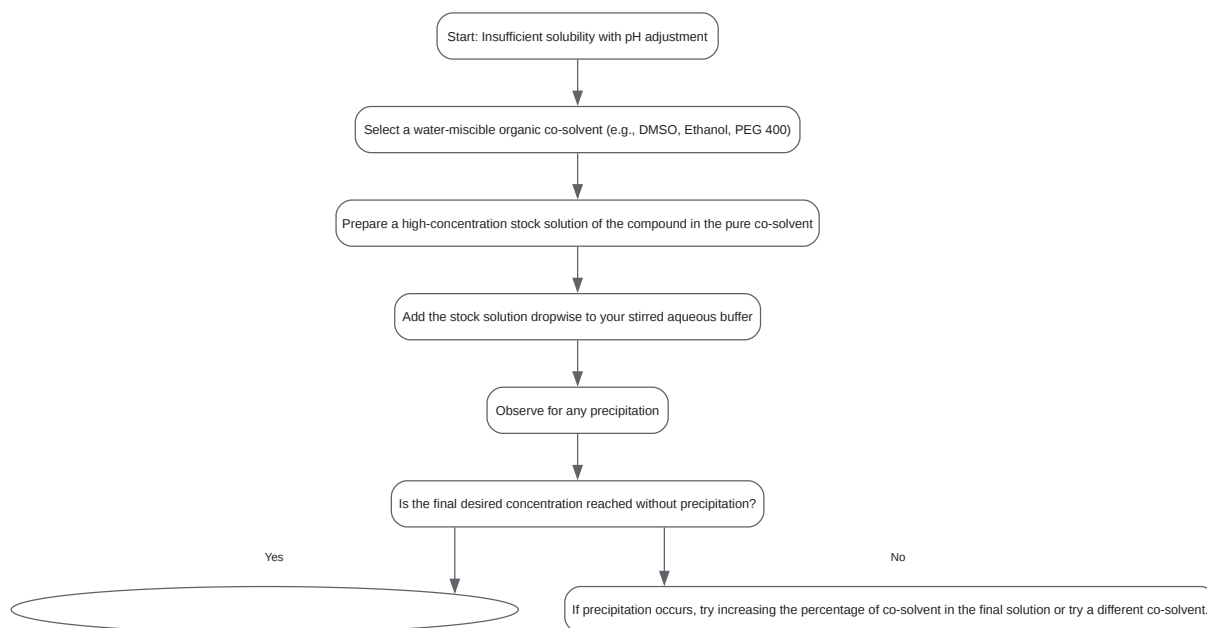 Start: Insufficient solubility with pH adjustment
Select a water-miscible organic co-solvent (e.g., DMSO, Ethanol, PEG 400)
Prepare a high-concentration stock solution of the compound in the pure co-solvent
Add the stock solution dropwise to your stirred aqueous buffer
Observe for any precipitation
Is the final desired concentration reached without precipitation?
Yes
No
If precipitation occurs, try increasing the percentage of co-solvent in the final solution or try a different co-solvent.